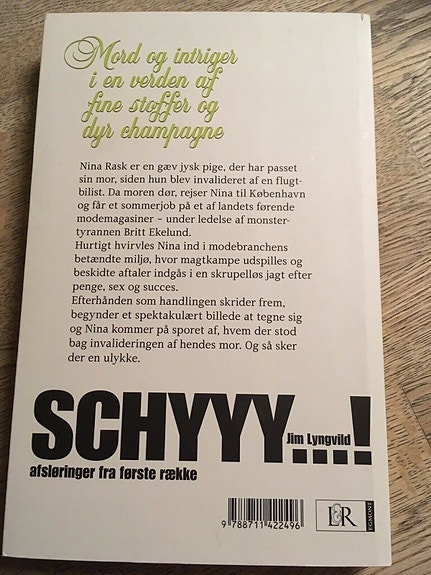 Mord og intriger
i en verden af
fine stoffer og
dyr champagne
Nina Rask er en gæv jysk pige, der har passet
sin mor, siden hun blev invalideret af en flugt-
bilist. Da moren dør, rejser Nina til København
og får et sommerjob på et af landets førende
modemagasiner – under ledelse af monster-
tyrannen Britt Ekelund.
Hurtigt hvirvles Nina ind i modebranchens
betændte miljø, hvor magtkampe udspilles og
beskidte aftaler indgås i en skrupelløs jagt efter
penge, sex og succes.
Efterhånden som handlingen skrider frem,
begynder et spektakulært billede at tegne sig
og Nina kommer på sporet af, hvem der stod
bag invalideringen af hendes mor. Og så sker
der en ulykke.
SCHYYY...!
Jim Lyngvild
afsløringer fra første række
9 788711 422496
L&R
EGMONT